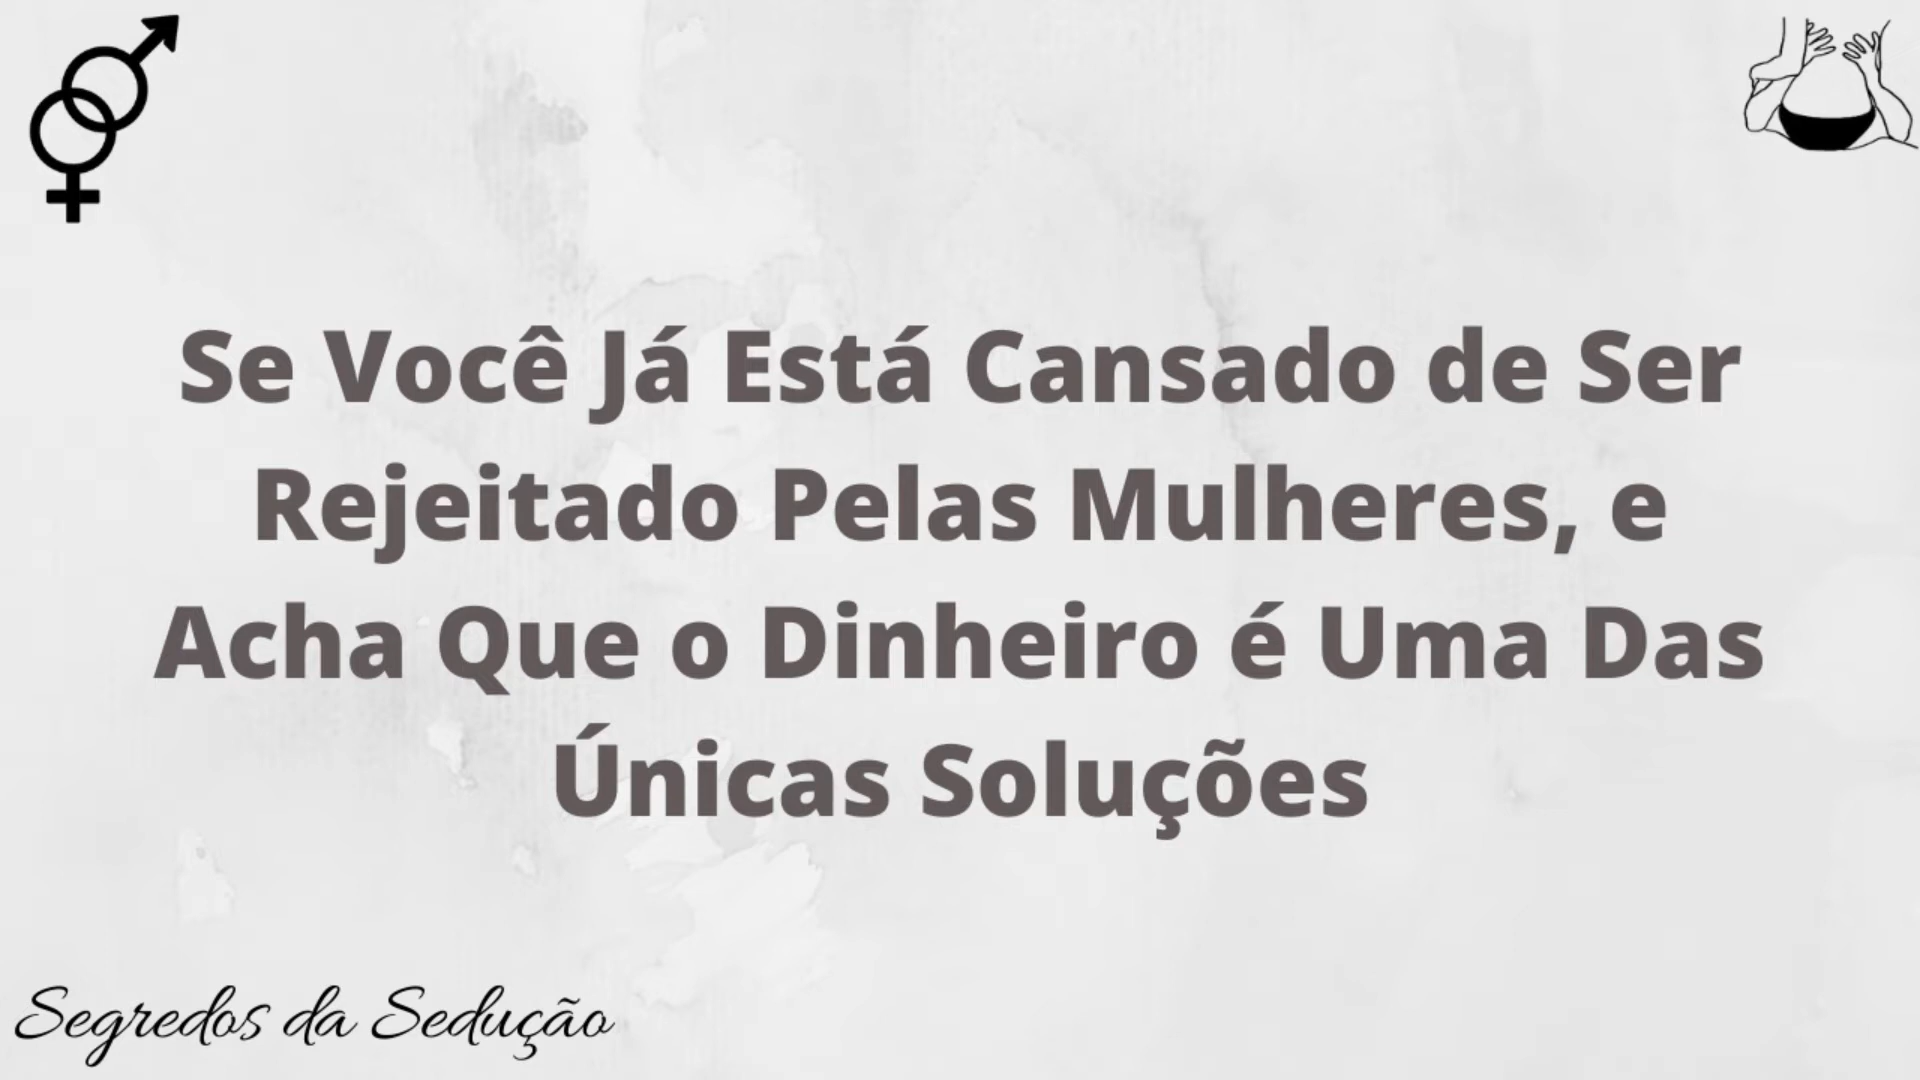 Se Você Já Está Cansado de Ser
Rejeitado Pelas Mulheres, e
Acha Que o Dinheiro é Uma Das
Únicas Soluções
Segredos da Sedução